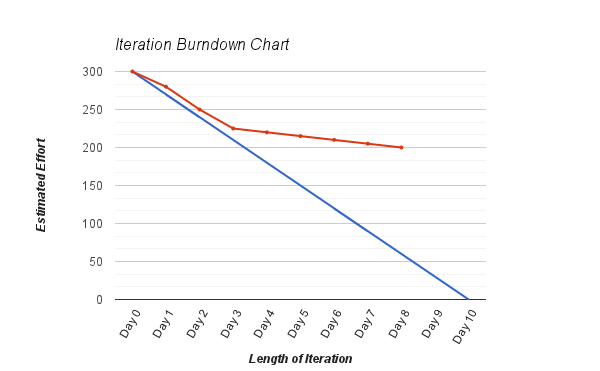 Iteration Burndown Chart
300
250
200
150
100
50
0
Estimated Effort
Day 0
Day 1
Day 2
Day 3
Day 4
Day 5
Day 6
Day 7
Day 8
Day 9
Day 10
Length of Iteration